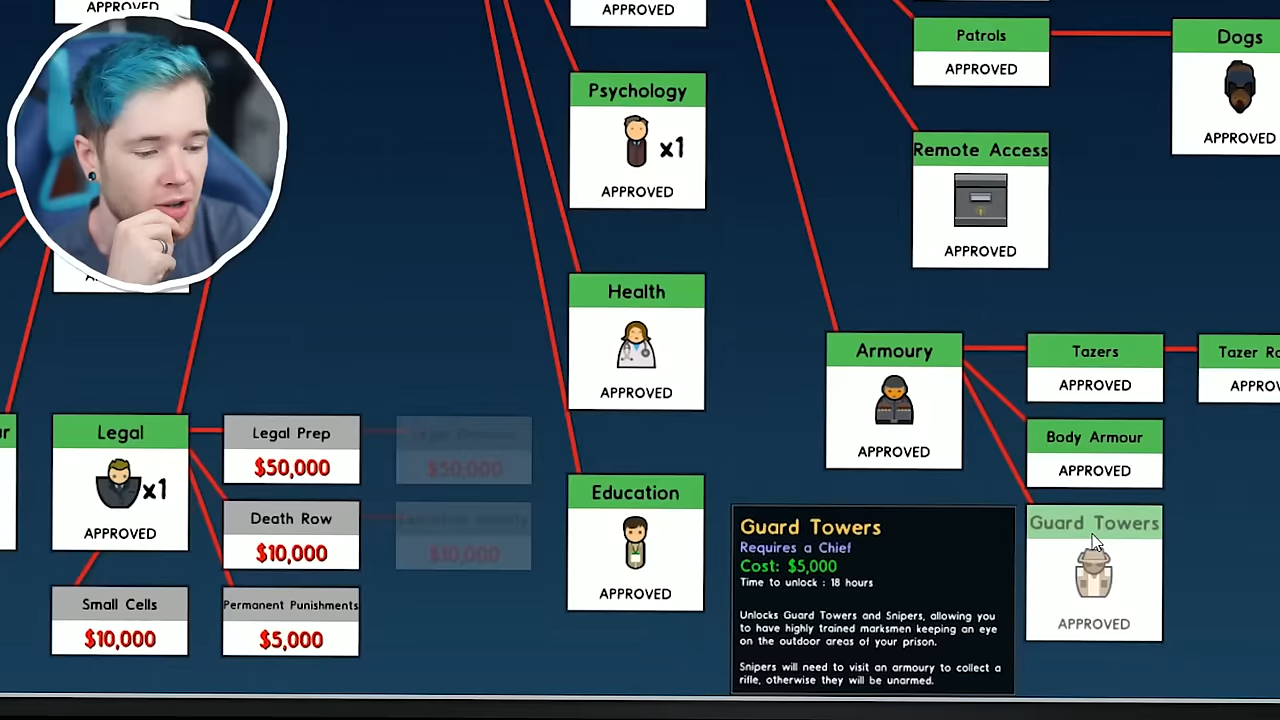 APPROVED
APPROVED
Patrols
APPROVED
Dogs
APPROVED
Psychology
x1
APPROVED
Remote Access
APPROVED
Health
APPROVED
Armoury
APPROVED
Tazers
APPROVED
Tazer Ro
APPROV
Body Armour
APPROVED
Legal
x1
APPROVED
Legal Prep
$50,000
$50,000
Death Row
$10,000
$10,000
Small Cells
$10,000
Permanent Punishments
$5,000
Education
APPROVED
Guard Towers
Requires a Chief
Cost: $5,000
Time to unlock : 18 hours
Unlocks Guard Towers and Snipers, allowing you
to have highly trained marksmen keeping an eye
on the outdoor areas of your prison.
Snipers will need to visit an armoury to collect a
rifle, otherwise they will be unarmed.
Guard Towers
APPROVED